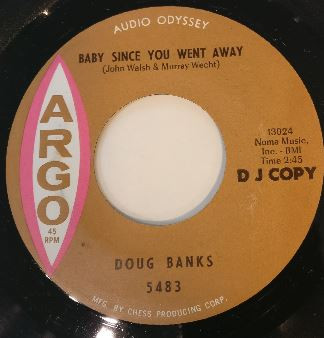 AUDIO ODYSSEY
BABY SINCE YOU WENT AWAY
(John Walsh & Murray Wecht)
ARGO
45
RPM
13024
Noma Music,
Inc. - BMI
Time 2:45
D J COPY
DOUG BANKS
5483
MFG. BY CHESS PRODUCING CORP.